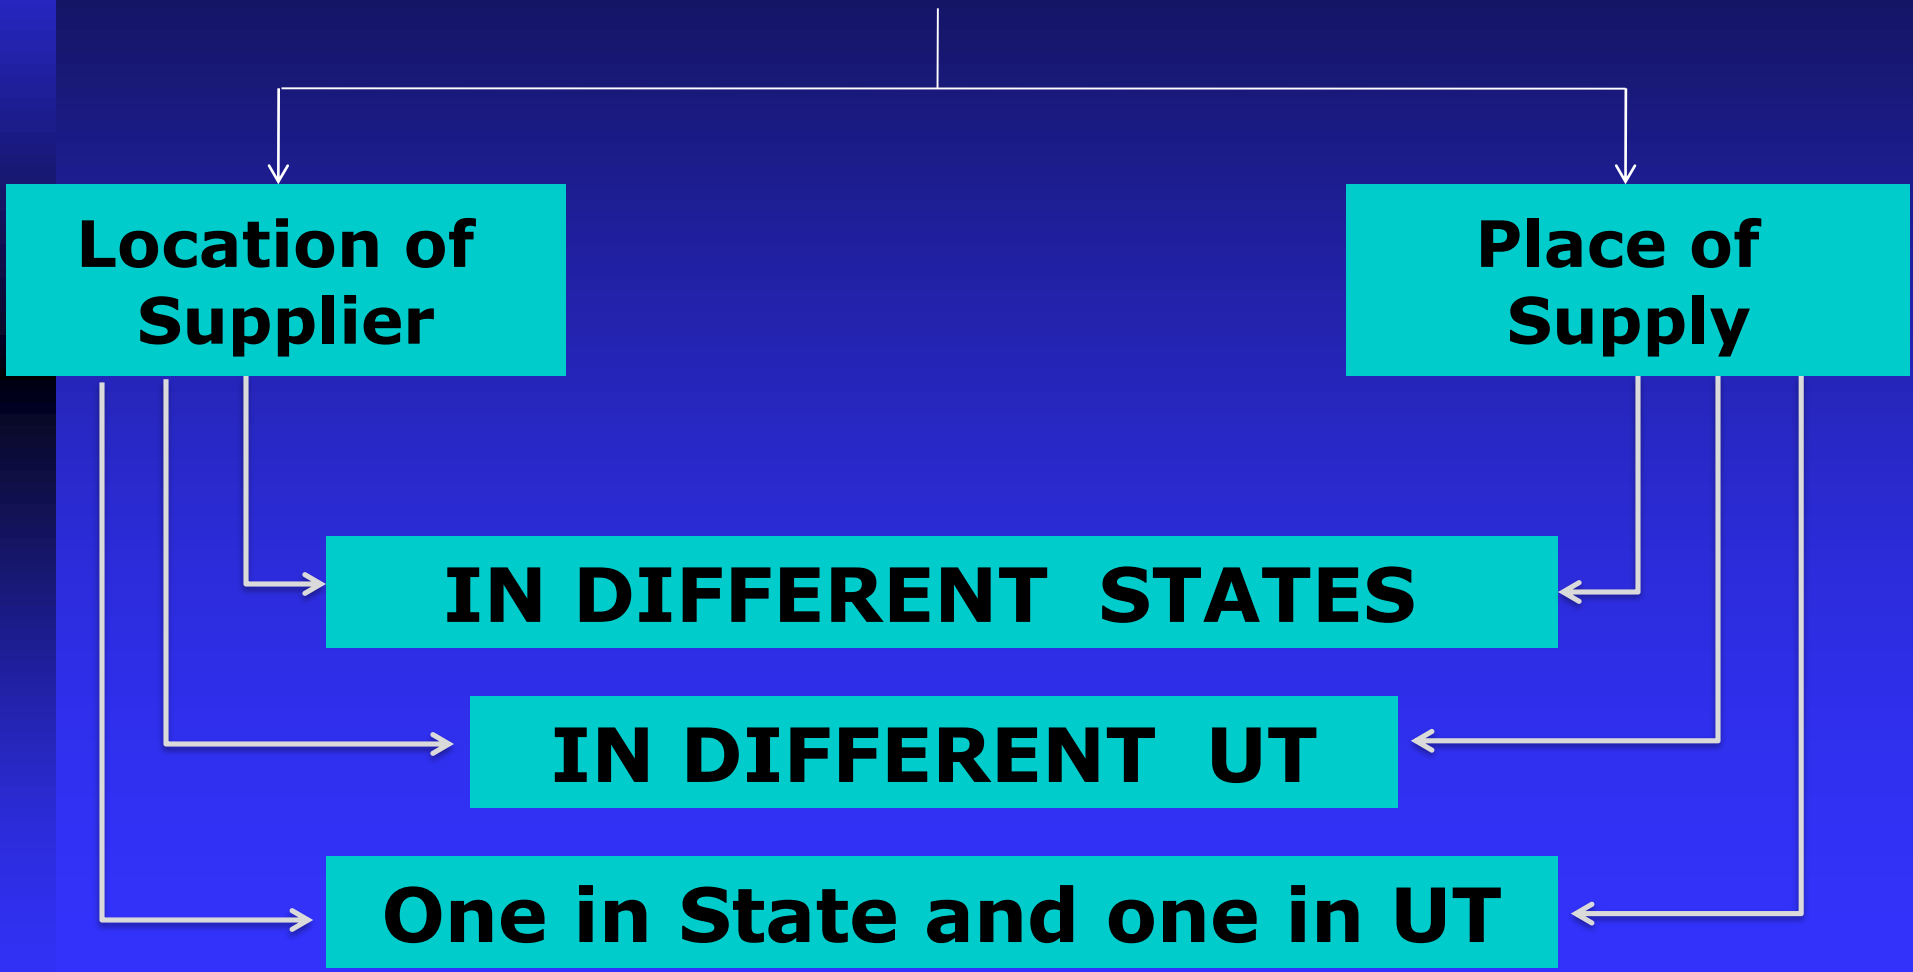 Location of
Supplier
Place of
Supply
IN DIFFERENT STATES
IN DIFFERENT UT
One in State and one in UT